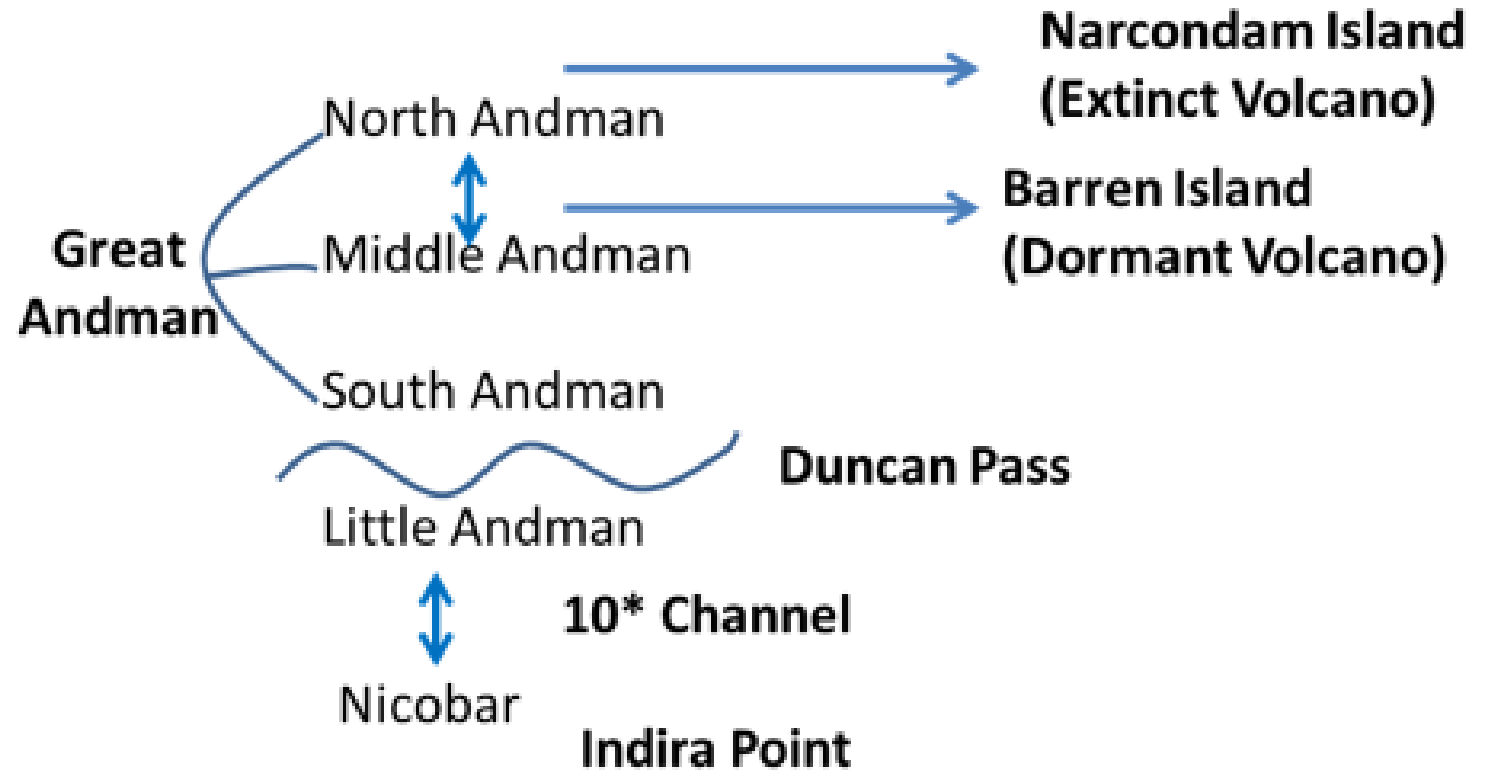 Narcondam Island
(Extinct Volcano)
North Andman
Barren Island
(Dormant Volcano)
Great
Andman
Middle Andman
South Andman
Duncan Pass
Little Andman
10* Channel
Nicobar
Indira Point